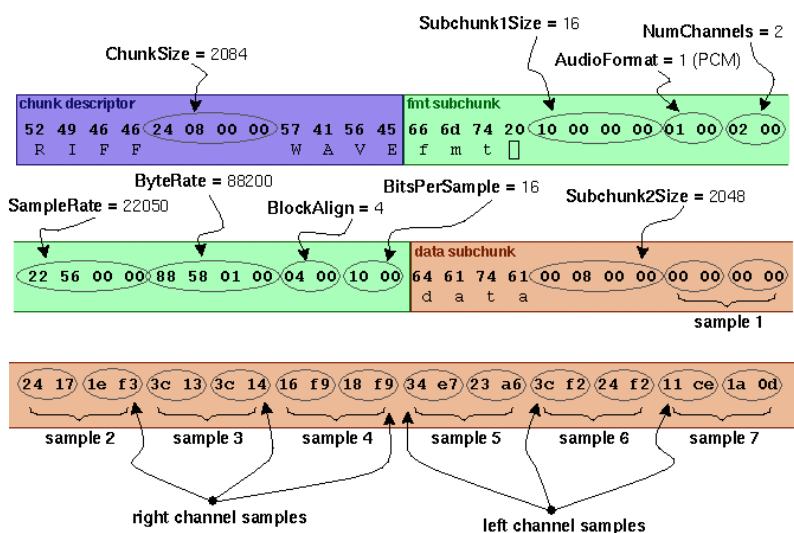 Subchunk1Size = 16
NumChannels = 2
ChunkSize = 2084
AudioFormat = 1 (PCM)
chunk descriptor
fmt subchunk
52 49 46 46 24 08 00 00 57 41 56 45 66 6d 74 20 10 00 00 00 01 00 02 00
R I F F W A V E f m t
ByteRate = 88200
BitsPerSample = 16
SampleRate = 22050
BlockAlign = 4
Subchunk2Size = 2048
data subchunk
22 56 00 00 88 58 01 00 04 00 10 00 64 61 74 61 00 08 00 00 00 00 00 00
d a t a
sample 1
24 17 1e f3 3c 13 3c 14 16 f9 18 f9 34 e7 23 a6 3c f2 24 f2 11 ce 1a 0d
sample 2 sample 3 sample 4 sample 5 sample 6 sample 7
right channel samples
left channel samples